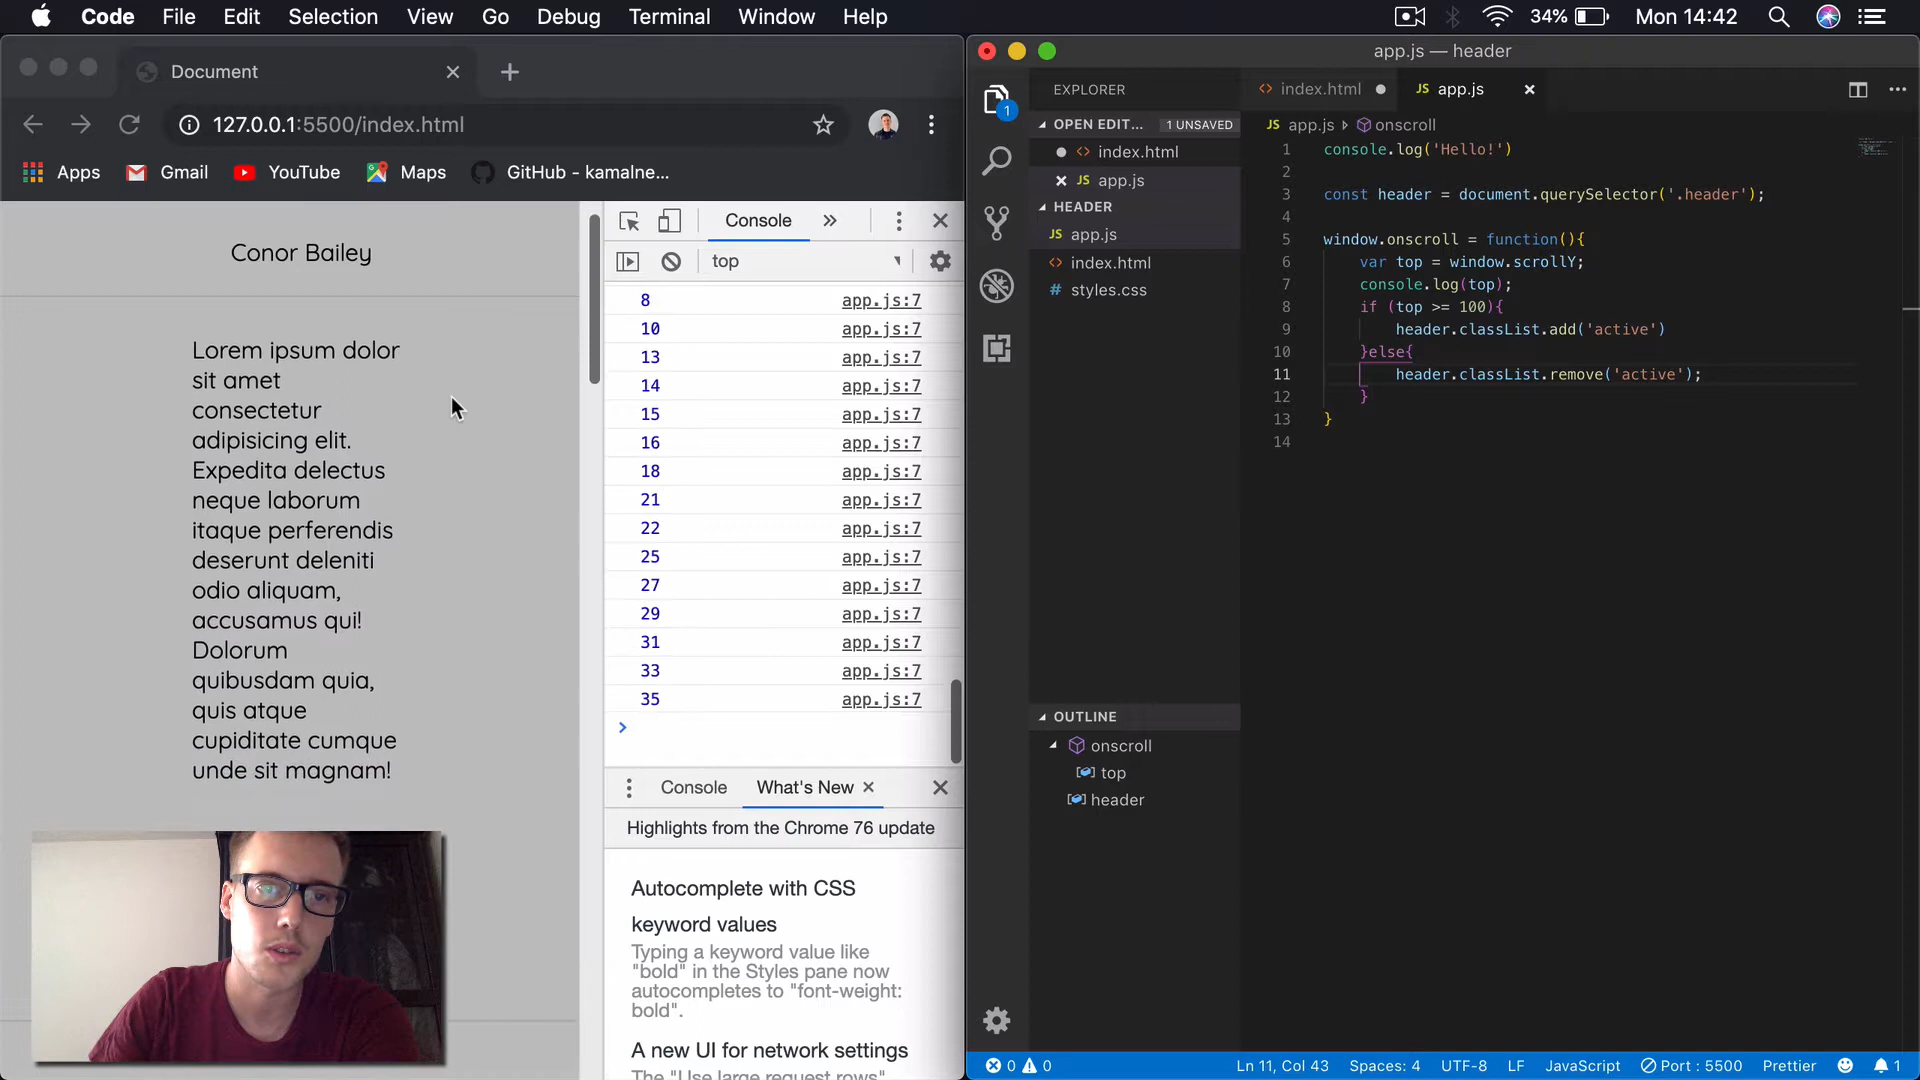 Code File Edit Selection View Go Debug Terminal Window Help 34% Mon 14:42
Document
127.0.0.1:5500/index.html
Apps Gmail YouTube Maps GitHub - kamalne...
Conor Bailey
Lorem ipsum dolor
sit amet
consectetur
adipisicing elit.
Expedita delectus
neque laborum
itaque perferendis
deserunt deleniti
odio aliquam,
accusamus qui!
Dolorum
quibusdam quia,
quis atque
cupiditate cumque
unde sit magnam!
Console »
top
8 app.js:7
10 app.js:7
13 app.js:7
14 app.js:7
15 app.js:7
16 app.js:7
18 app.js:7
21 app.js:7
22 app.js:7
25 app.js:7
27 app.js:7
29 app.js:7
31 app.js:7
33 app.js:7
35 app.js:7
>
Console What's New ×
Highlights from the Chrome 76 update
Autocomplete with CSS
keyword values
Typing a keyword value like
"bold" in the Styles pane now
autocompletes to "font-weight:
bold".
A new UI for network settings
The "Use large request rows"
app.js — header
1
EXPLORER
OPEN EDIT... 1 UNSAVED
<> index.html
JS app.js
HEADER
JS app.js
<> index.html
# styles.css
OUTLINE
onscroll
top
header
<> index.html JS app.js
JS app.js onscroll
1 console.log('Hello!')
2
3 const header = document.querySelector('.header');
4
5 window.onscroll = function(){
6 var top = window.scrollY;
7 console.log(top);
8 if (top >= 100){
9 header.classList.add('active')
10 }else{
11 header.classList.remove('active');
12 }
13 }
14
0 0 Ln 11, Col 43 Spaces: 4 UTF-8 LF JavaScript Port : 5500 Prettier 1